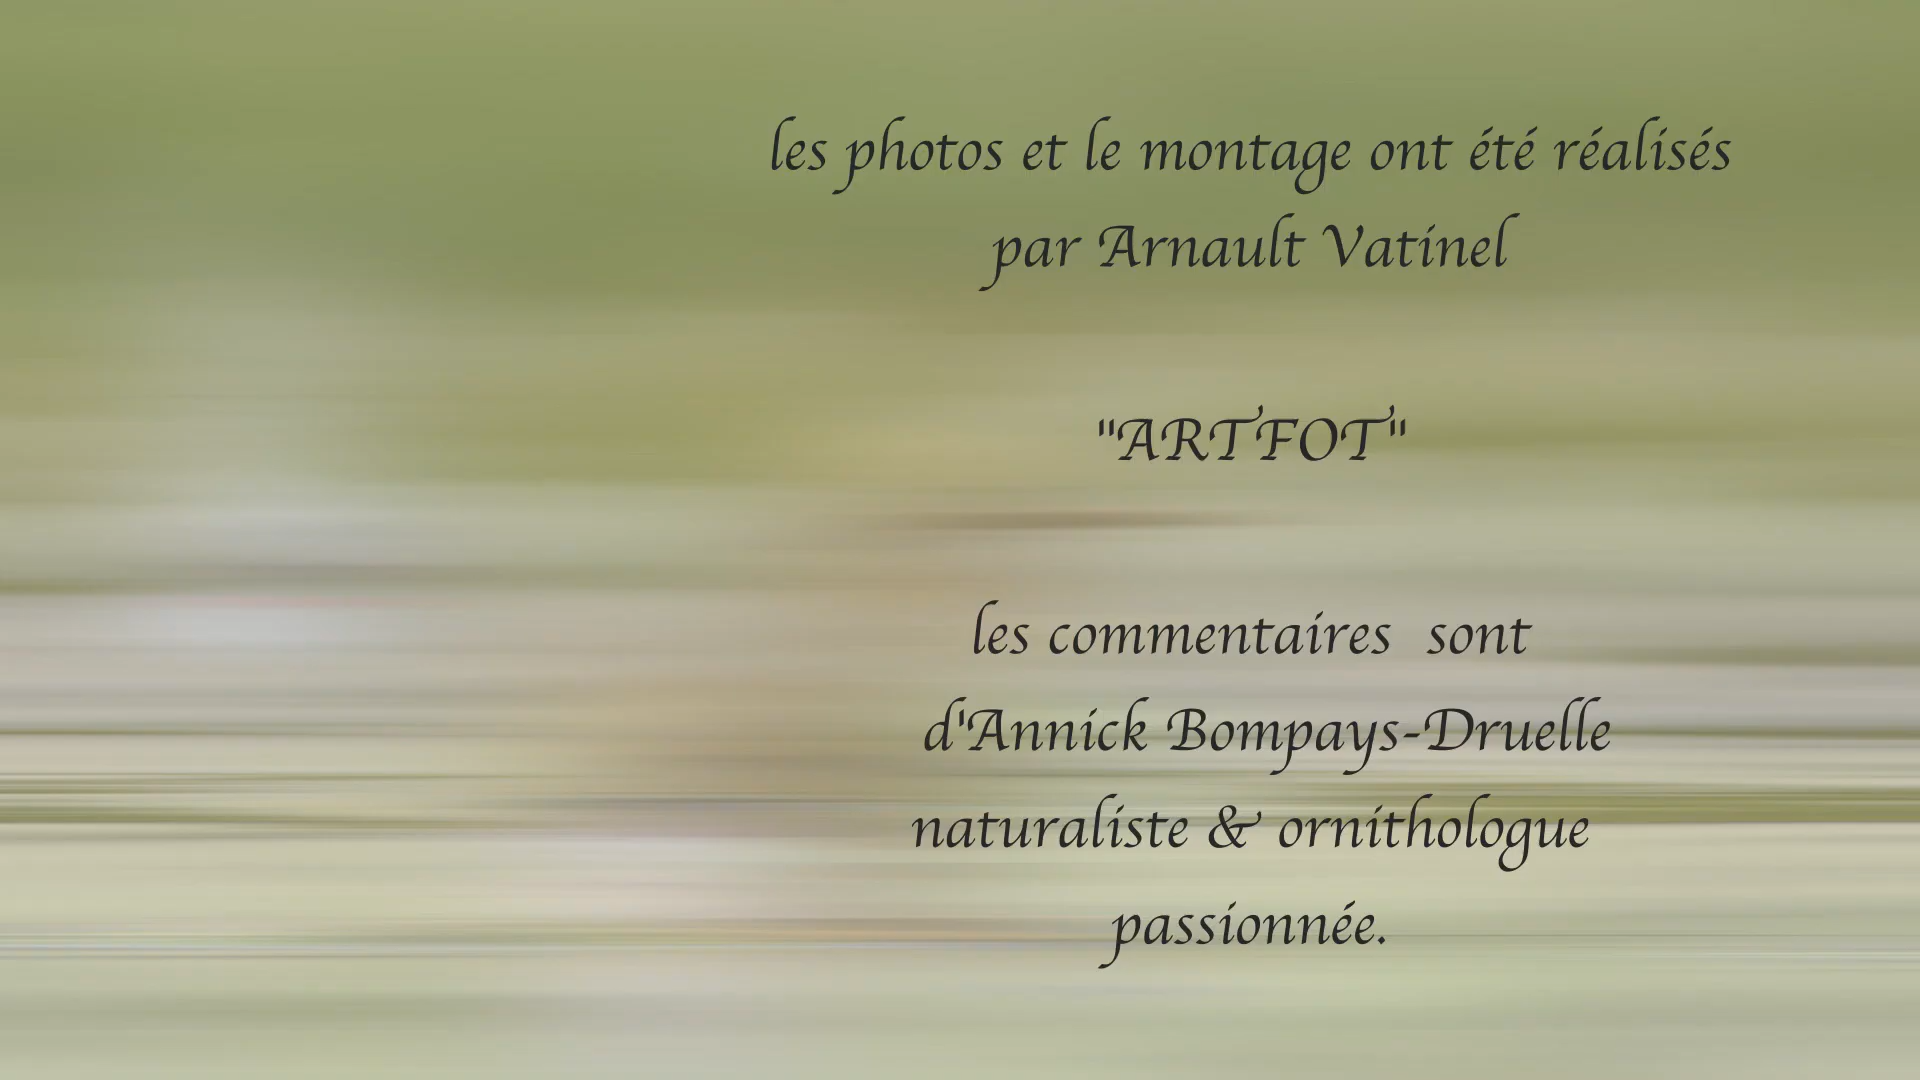 les photos et le montage ont été réalisés
par Arnault Vatinel
"ARTFOT"
les commentaires  sont
d'Annick Bompays-Druelle
naturaliste & ornithologue
passionnée.